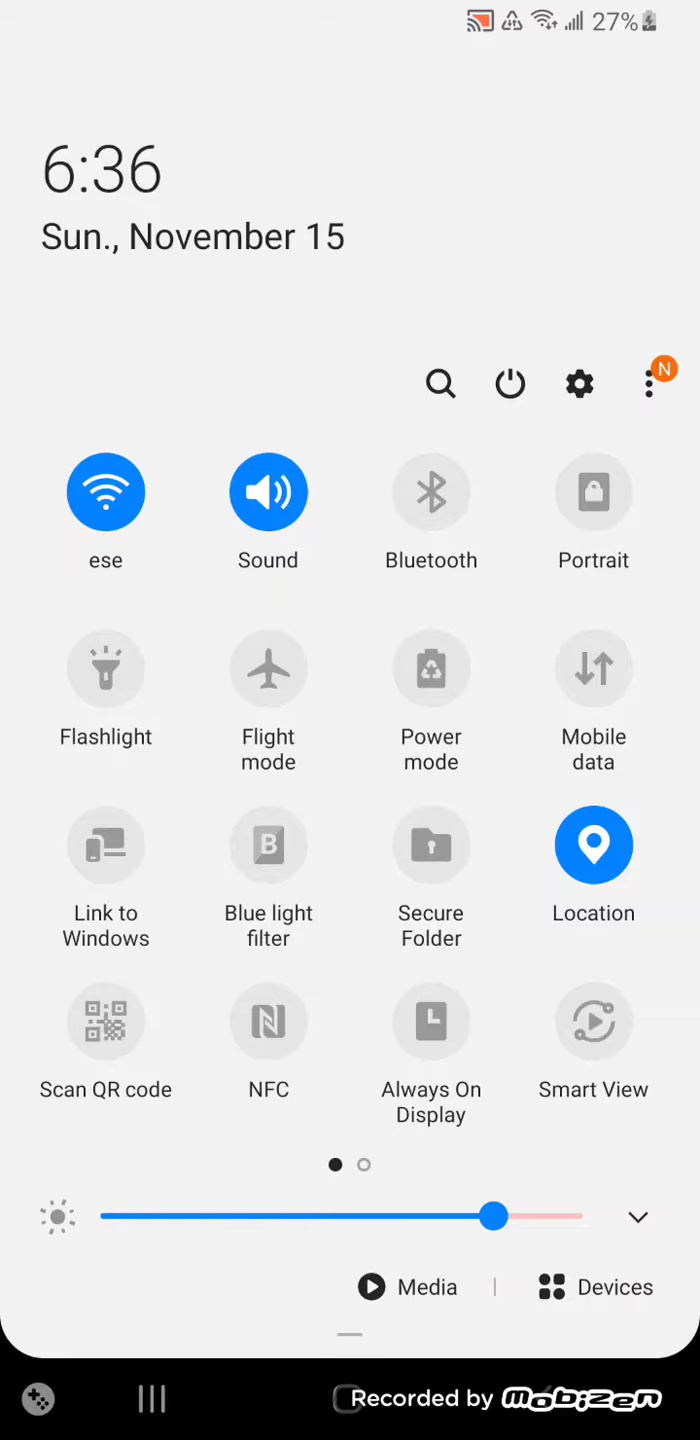 27%
6:36
Sun., November 15
N
ese
Sound
Bluetooth
Portrait
Flashlight
Flight
mode
Power
mode
Mobile
data
Link to
Windows
B
Blue light
filter
Secure
Folder
Location
Scan QR code
NFC
Always On
Display
Smart View
Media | Devices
Recorded by mobizen